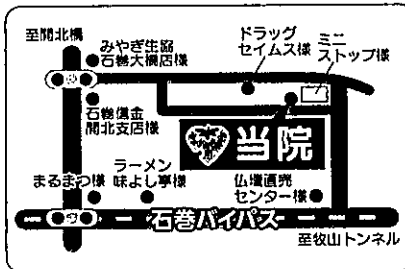 至開北橋
みやぎ生協
石巻大橋店様
ドラッグ
セイムス様
ミニ
ストップ様
石巻信金
開北支店様
当院
まるまつ様
ラーメン
味よし亭様
仏壇直売
センター様
石巻バイパス
至牧山トンネル